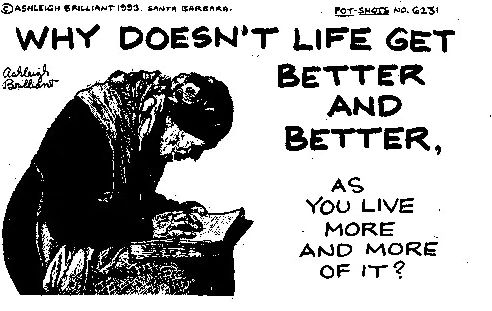 ©ASHLEIGH BRILLIANT 1993. SANTA BARBARA.
POT-SHOTS NO. 6231
WHY DOESN'T LIFE GET
Ashleigh
Brilliant
BETTER
AND
BETTER,
AS
YOU LIVE
MORE
AND MORE
OF IT?